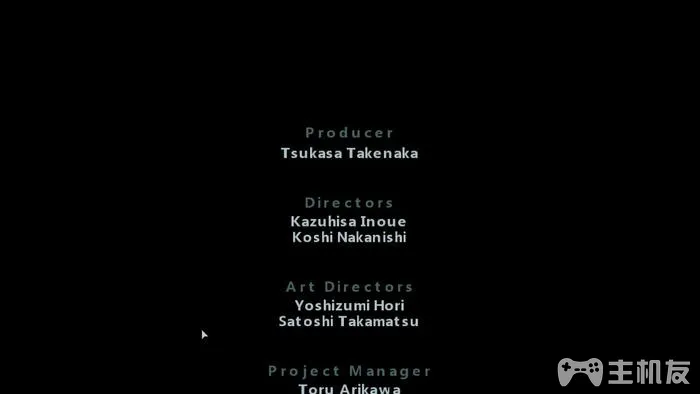 Producer
Tsukasa Takenaka
Directors
Kazuhisa Inoue
Koshi Nakanishi
Art Directors
Yoshizumi Hori
Satoshi Takamatsu
Project Manager
Toru Arikawa
主机友